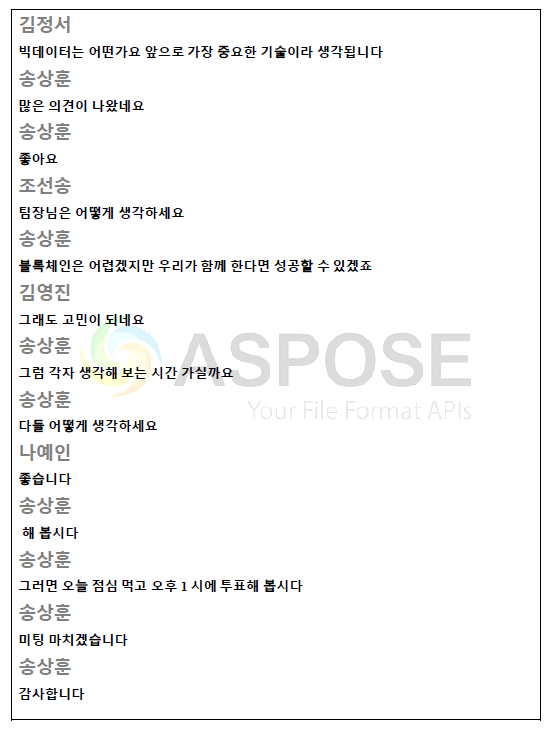 김정서
빅데이터는 어떤가요 앞으로 가장 중요한 기술이라 생각됩니다
송상훈
많은 의견이 나왔네요
송상훈
좋아요
조선송
팀장님은 어떻게 생각하세요
송상훈
블록체인은 어렵겠지만 우리가 함께 한다면 성공할 수 있겠죠
김영진
그래도 고민이 되네요
송상훈
그럼 각자 생각해 보는 시간 가실까요
ASPOSE
Your File Format APIs
송상훈
다들 어떻게 생각하세요
나예인
좋습니다
송상훈
해 봅시다
송상훈
그러면 오늘 점심 먹고 오후 1 시에 투표해 봅시다
송상훈
미팅 마치겠습니다
송상훈
감사합니다